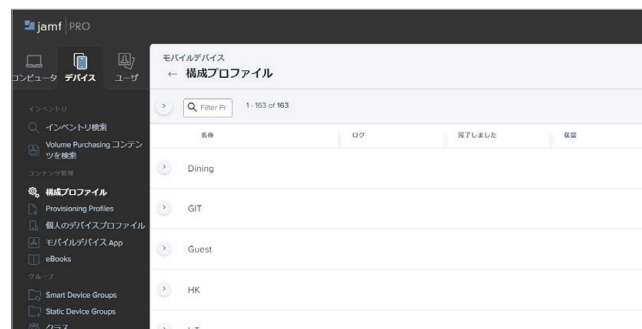 jamf PRO
コンピュータ デバイス ユーザ
インベントリ
インベントリ検索
Volume Purchasing コンテン
ツを検索
コンテンツ管理
構成プロファイル
Provisioning Profiles
個人のデバイスプロファイル
モバイルデバイス App
eBooks
グループ
Smart Device Groups
Static Device Groups
クラス
モバイルデバイス
← 構成プロファイル
Filter Pr 1 - 163 of 163
名称 ログ 完了しました 保留
Dining
GIT
Guest
HK